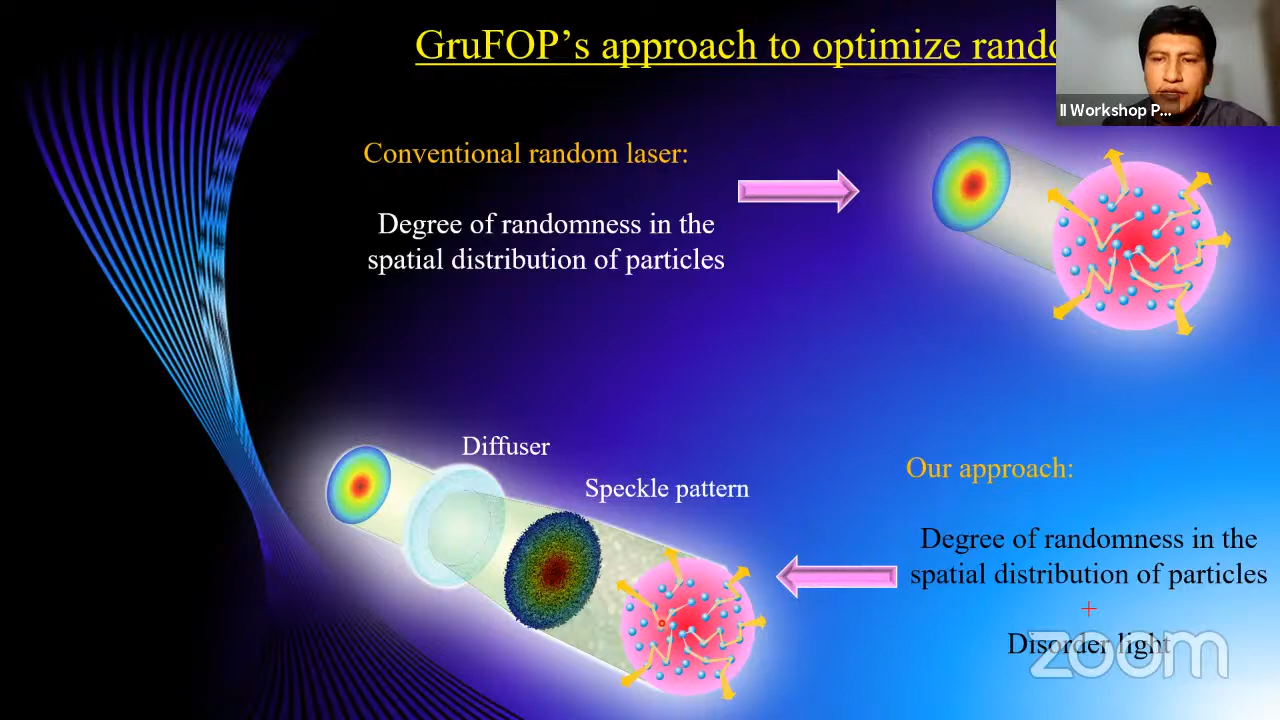 GruFOP's approach to optimize rando
II Workshop P...
Conventional random laser:
Degree of randomness in the
spatial distribution of particles
Diffuser
Speckle pattern
Our approach:
Degree of randomness in the
spatial distribution of particles
+
Disorder light
zoom